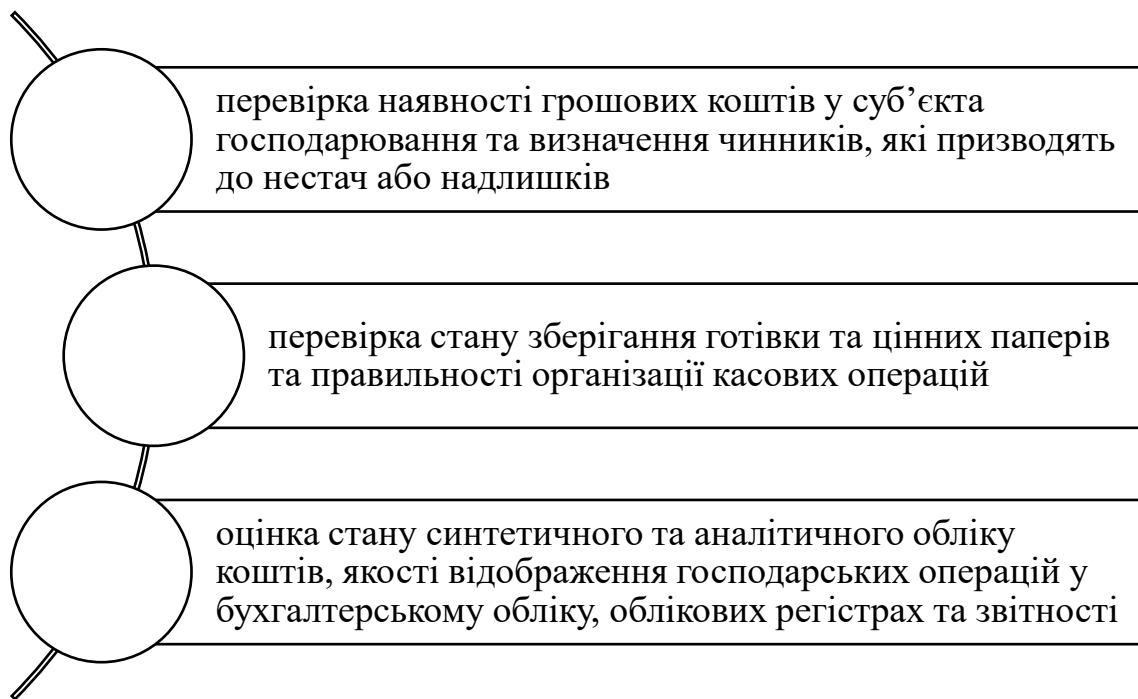 перевірка наявності грошових коштів у суб’єкта
господарювання та визначення чинників, які призводять
до нестач або надлишків
перевірка стану зберігання готівки та цінних паперів
та правильності організації касових операцій
оцінка стану синтетичного та аналітичного обліку
коштів, якості відображення господарських операцій у
бухгалтерському обліку, облікових регістрах та звітності